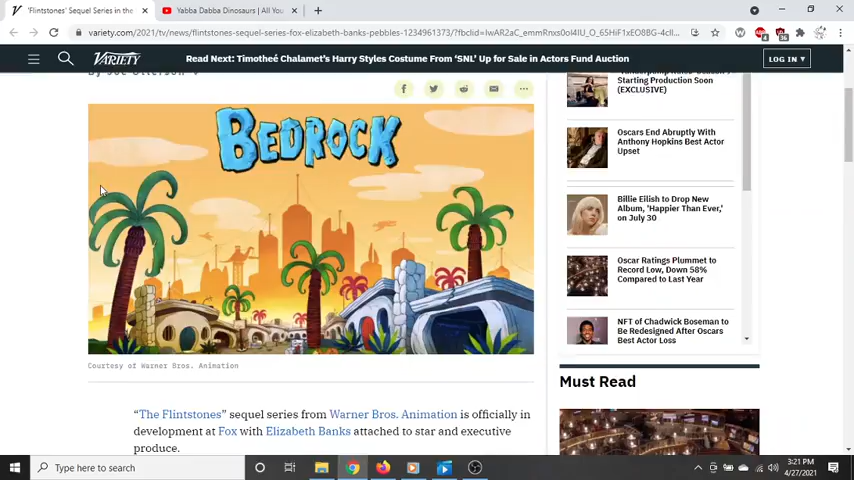 'Flintstones' Sequel Series in the
Yabba Dabba Dinosaurs | All You
variety.com/2021/tv/news/flintstones-sequel-series-fox-elizabeth-banks-pebbles-1234961373/?fbclid=
VARIETY
Read Next: Timotheé Chalamet's Harry Styles Costume From 'SNL' Up for Sale in Actors Fund Auction
LOG IN
BEDROCK
Courtesy of Warner Bros. Animation
"The Flintstones" sequel series from Warner Bros. Animation is officially in
development at Fox with Elizabeth Banks attached to star and executive
produce.
Starting Production Soon
(EXCLUSIVE)
Oscars End Abruptly With
Anthony Hopkins Best Actor
Upset
Billie Eilish to Drop New
Album, 'Happier Than Ever,'
on July 30
Oscar Ratings Plummet to
Record Low, Down 58%
Compared to Last Year
NFT of Chadwick Boseman to
Be Redesigned After Oscars
Best Actor Loss
Must Read
Type here to search
3:21 PM
4/27/2021